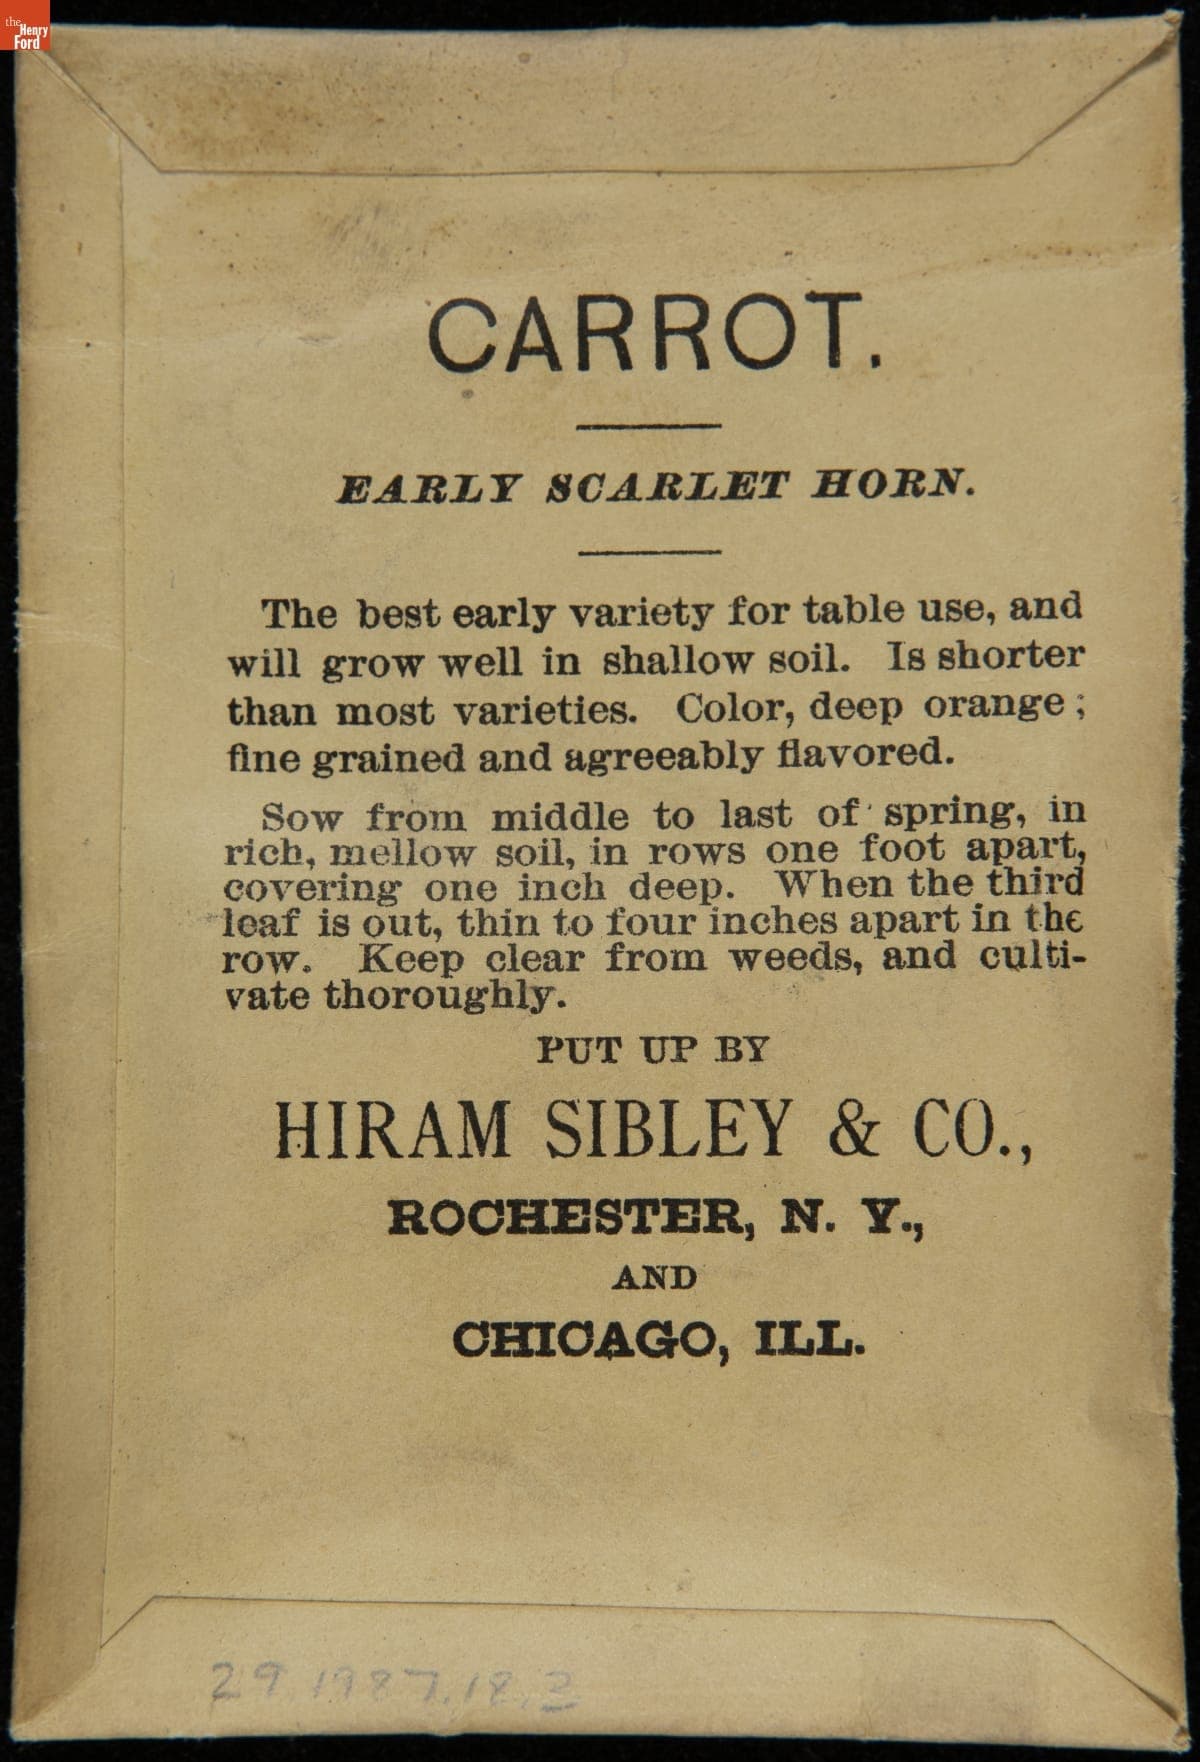 the
Henry
Ford
CARROT.
EARLY SCARLET HORN.
The best early variety for table use, and
will grow well in shallow soil. Is shorter
than most varieties. Color, deep orange;
fine grained and agreeably flavored.
Sow from middle to last of spring, in
rich, mellow soil, in rows one foot apart,
covering one inch deep. When the third
leaf is out, thin to four inches apart in the
row. Keep clear from weeds, and culti-
vate thoroughly.
PUT UP BY
HIRAM SIBLEY & CO.,
ROCHESTER, N. Y.,
AND
CHICAGO, ILL.
29.1987.18.3